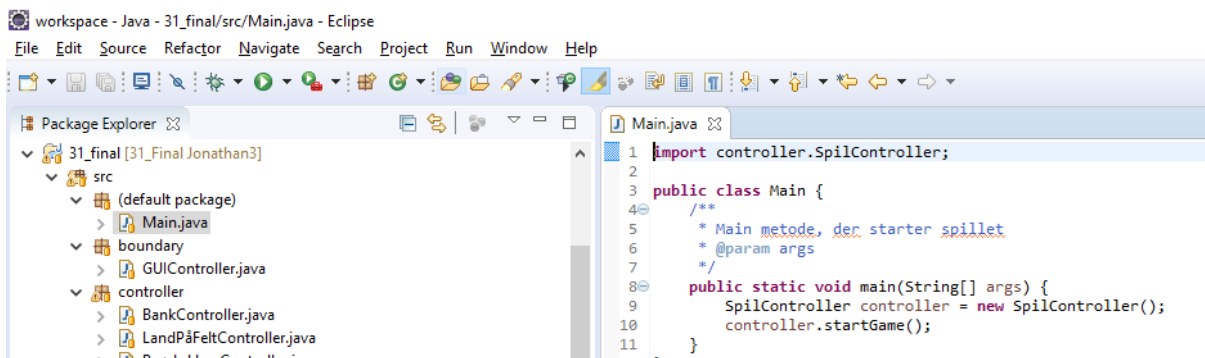 workspace - Java - 31_final/src/Main.java - Eclipse
File Edit Source Refactor Navigate Search Project Run Window Help
Package Explorer
31_final [31_Final Jonathan3]
src
(default package)
Main.java
boundary
GUIController.java
controller
BankController.java
LandPåFeltController.java
Main.java
1 import controller.SpilController;
2
3 public class Main {
4 /**
5 * Main metode, der starter spillet
6 * @param args
7 */
8 public static void main(String[] args) {
9 SpilController controller = new SpilController();
10 controller.startGame();
11 }